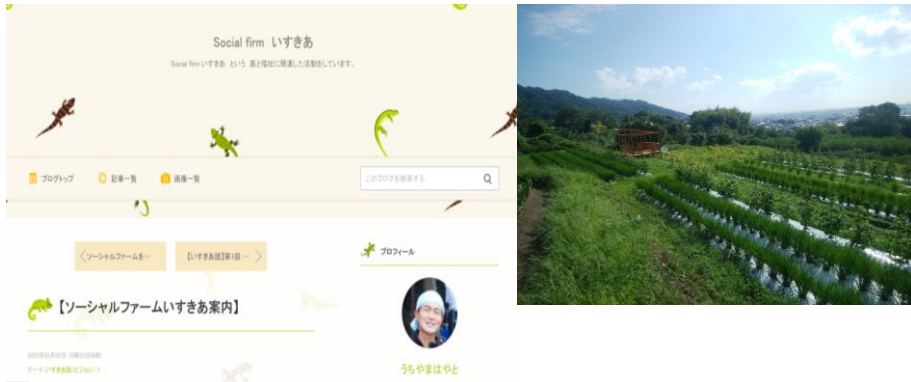 Social firm いすきあ
Social firm いすきあ という 農と福祉に関連した活動をしています。
ブログトップ
記事一覧
画像一覧
このブログを検索する
〈ソーシャルファームを…
【いすきあ話】第1回 … 〉
プロフィール
【ソーシャルファームいすきあ案内】
うちやまはやと